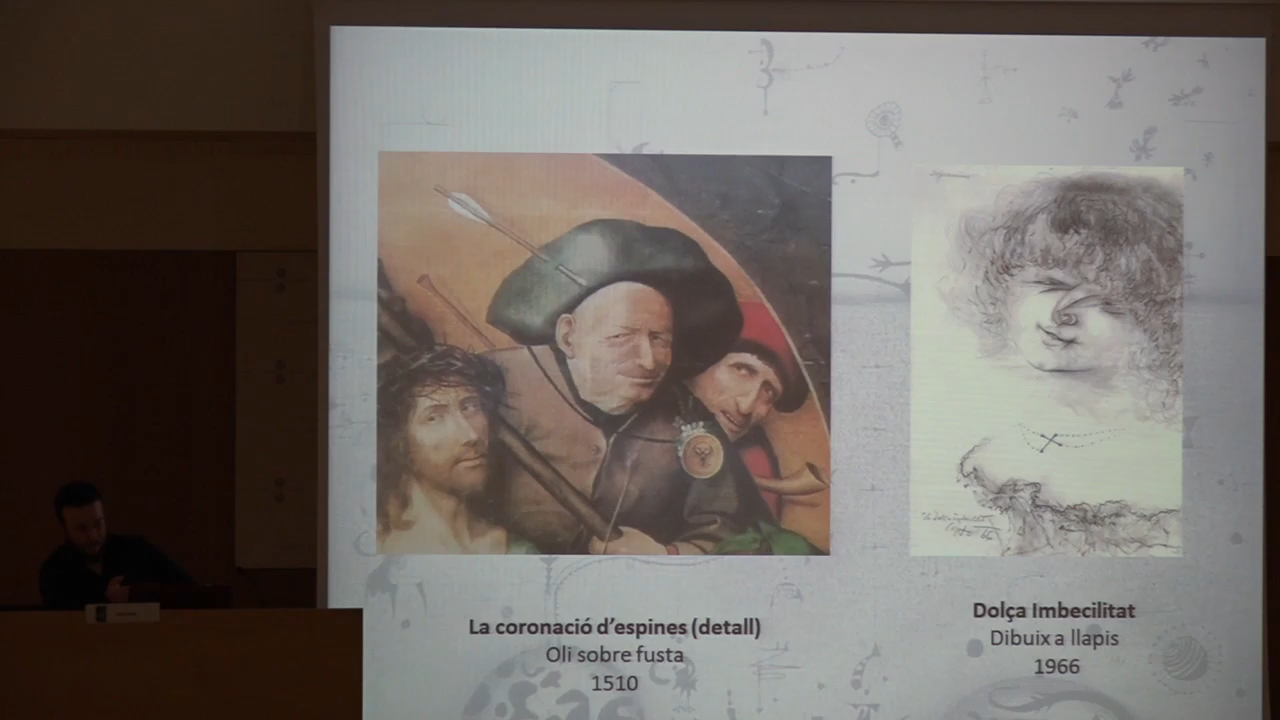 La coronació d'espines (detall)
Oli sobre fusta
1510
Dolça Imbecilitat
Dibuix a llapis
1966